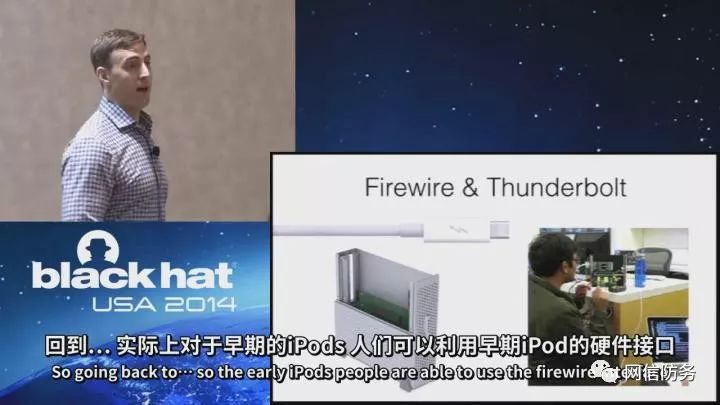 Firewire & Thunderbolt
black hat
USA 2014
回到… 实际上对于早期的iPods 人们可以利用早期iPod的硬件接口
So going back to… so the early iPods people are able to use the firewire
网信防务